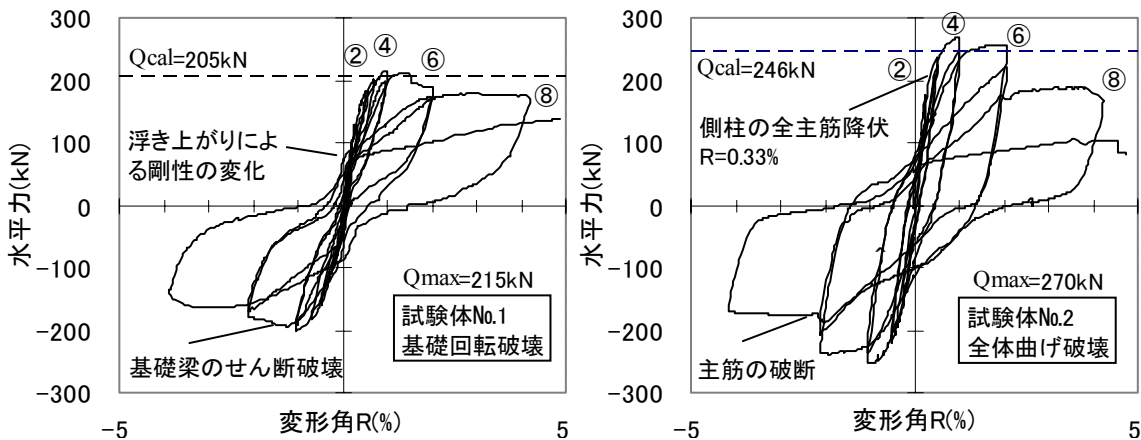 300
200
100
0
-100
-200
-300
水平力(kN)
Qcal=205kN
② ④ ⑥ ⑧
浮き上がりによ
る剛性の変化
Qmax=215kN
試験体№.1
基礎回転破壊
基礎梁のせん断破壊
-5 5
変形角R(%)
300
200
100
0
-100
-200
-300
水平力(kN)
④ ⑥
②
Qcal=246kN
⑧
側柱の全主筋降伏
R=0.33%
Qmax=270kN
試験体№.2
全体曲げ破壊
主筋の破断
-5 5
変形角R(%)